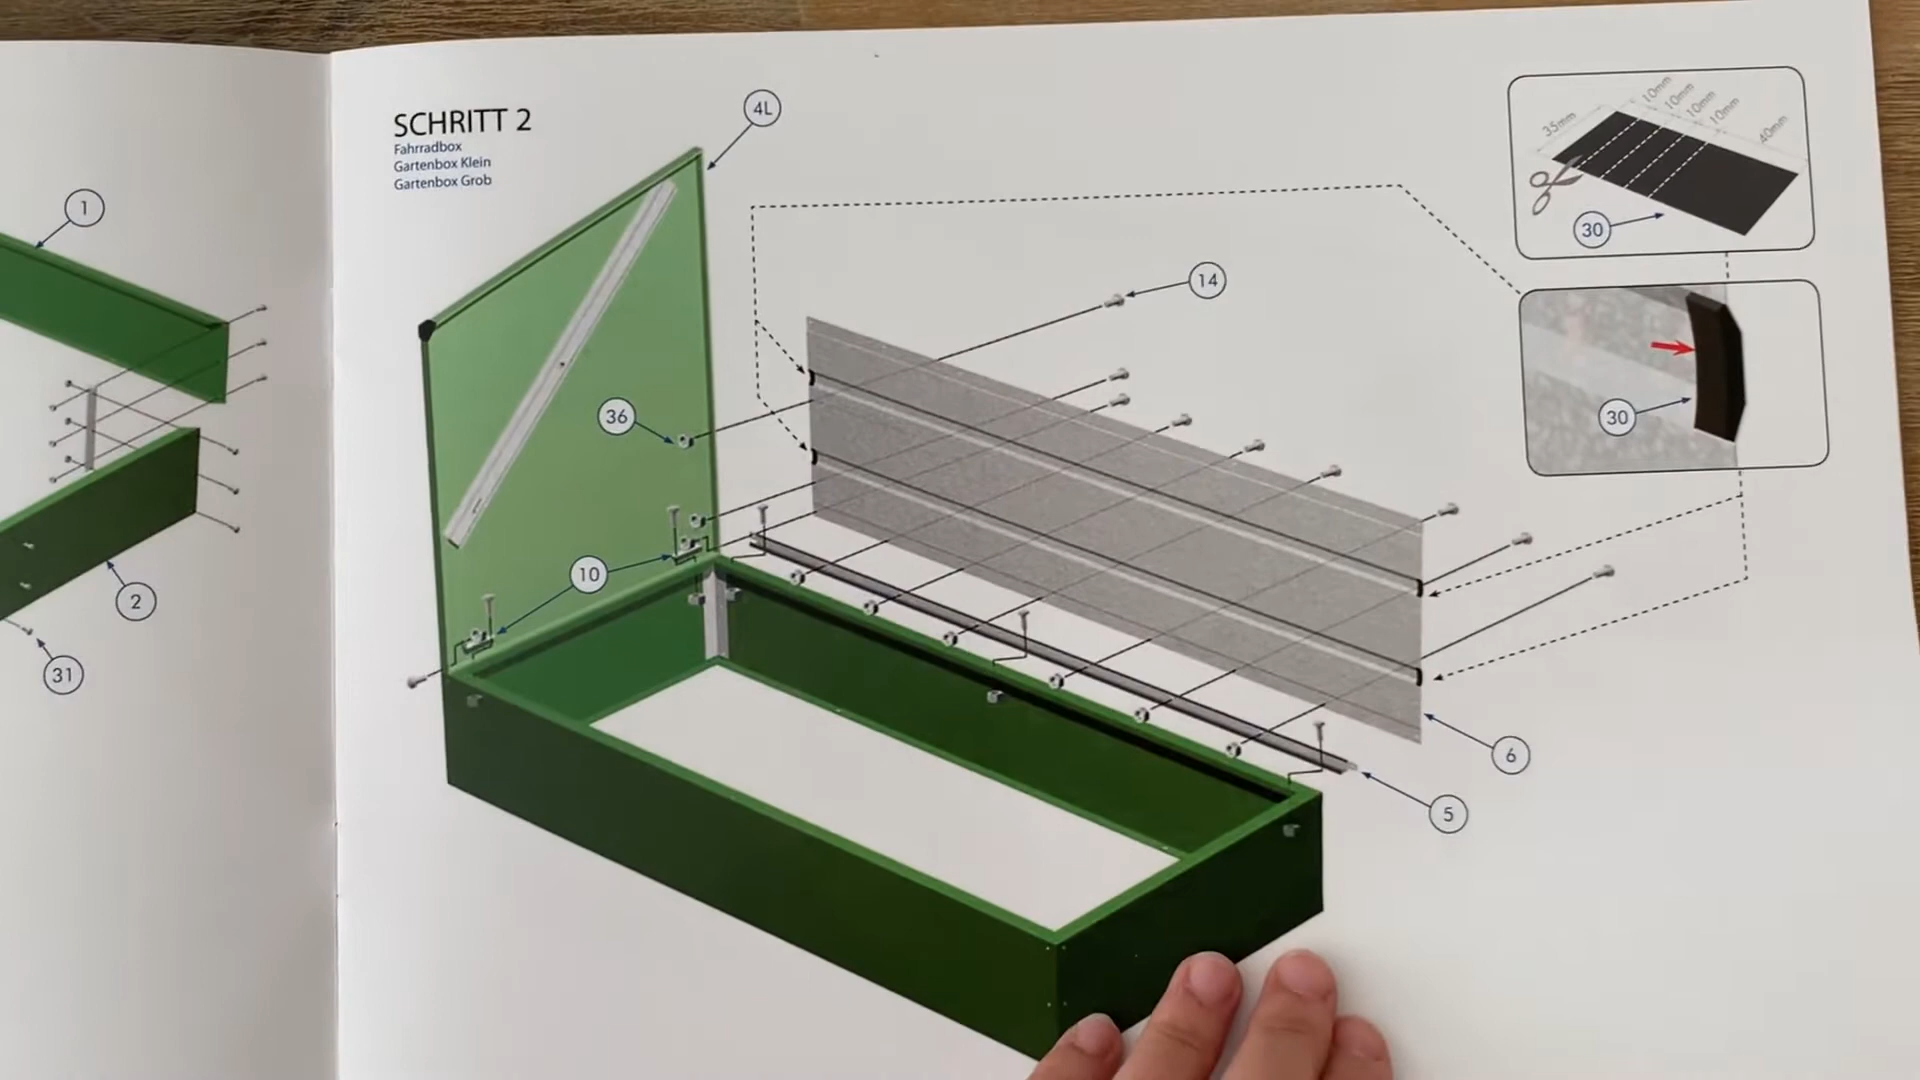 1
2
31
SCHRITT 2
Fahrradbox
Gartenbox Klein
Gartenbox Grob
4L
14
36
10
6
5
35mm
10mm
10mm
10mm
10mm
40mm
30
30